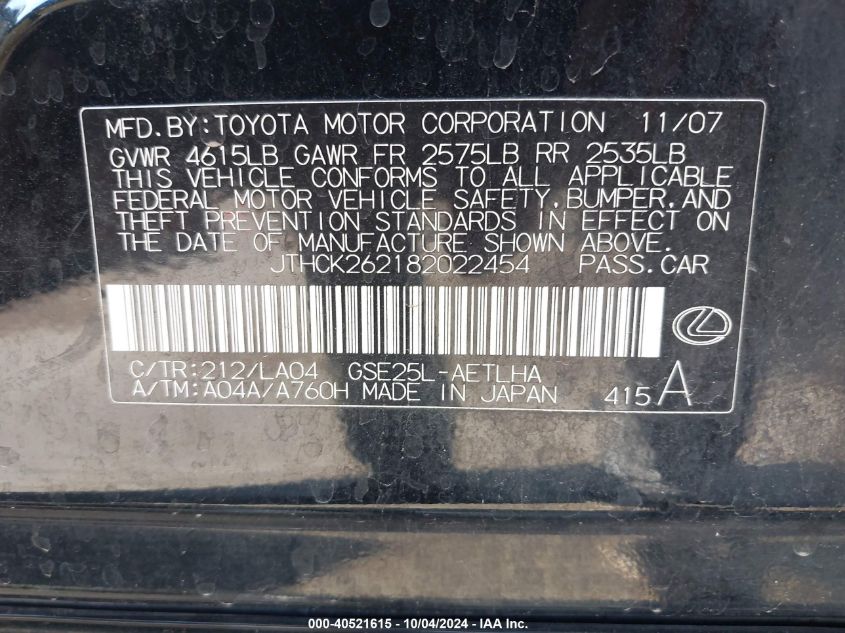 MFD.BY:TOYOTA MOTOR CORPORATION 11/07
GVWR 4615LB GAWR FR 2575LB RR 2535LB
THIS VEHICLE CONFORMS TO ALL APPLICABLE
FEDERAL MOTOR VEHICLE SAFETY,BUMPER,AND
THEFT PREVENTION STANDARDS IN EFFECT ON
THE DATE OF MANUFACTURE SHOWN ABOVE.
JTHCK262182022454 PASS.CAR
C/TR:212/LA04 GSE25L-AETLHA
A/TM:A04A/A760H MADE IN JAPAN 415A
000-40521615 - 10/04/2024 - IAAI Inc.